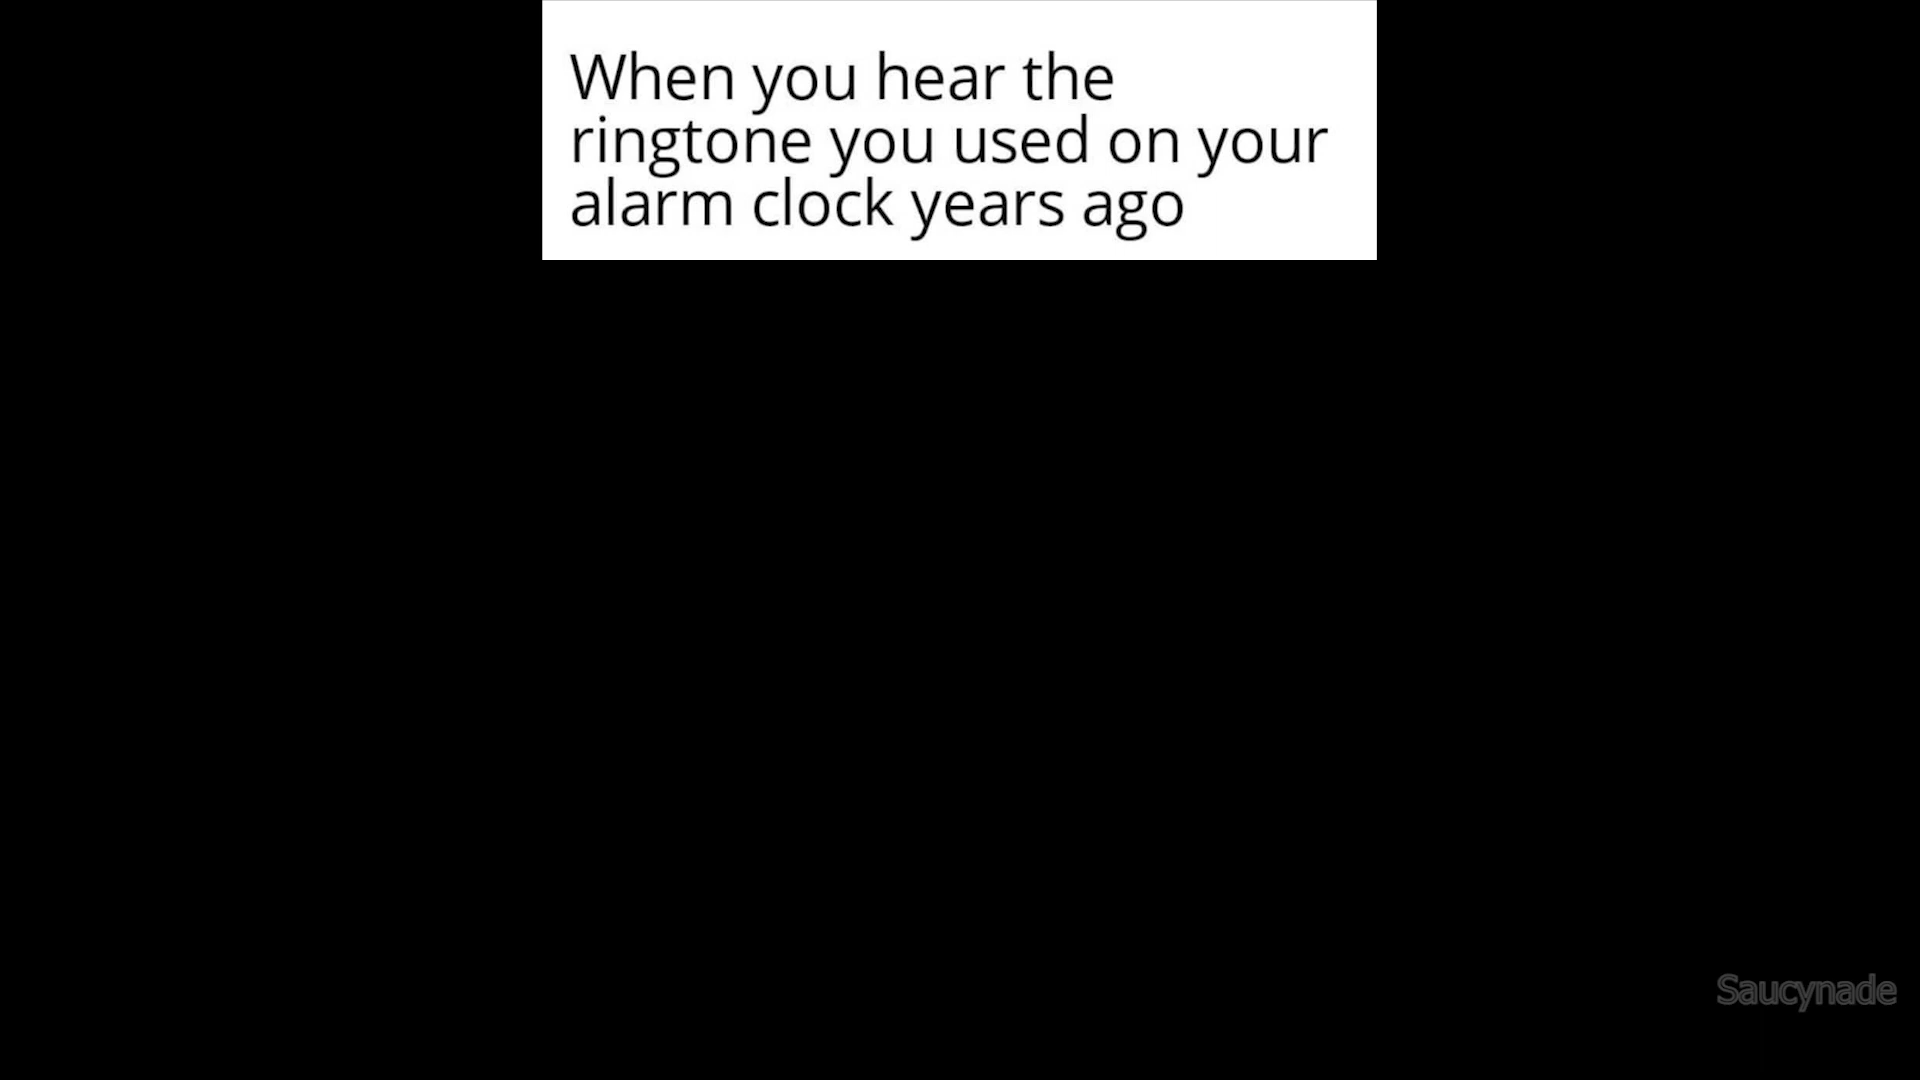 When you hear the
ringtone you used on your
alarm clock years ago
Saucynade